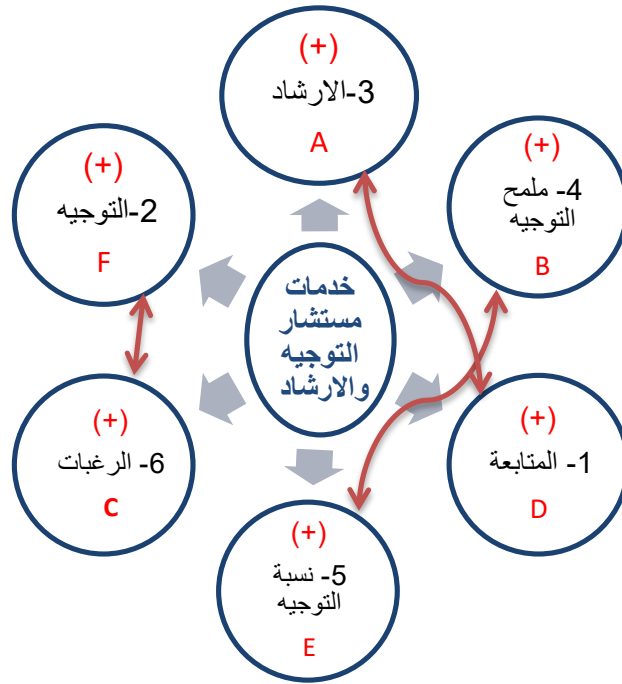 (+)
3-الارشاد
A
(+)
4- ملمح
التوجيه
B
(+)
2-التوجيه
F
خدمات
مستشار
التوجيه
والارشاد
(+)
1- المتابعة
D
(+)
6- الرغبات
C
(+)
5- نسبة
التوجيه
E